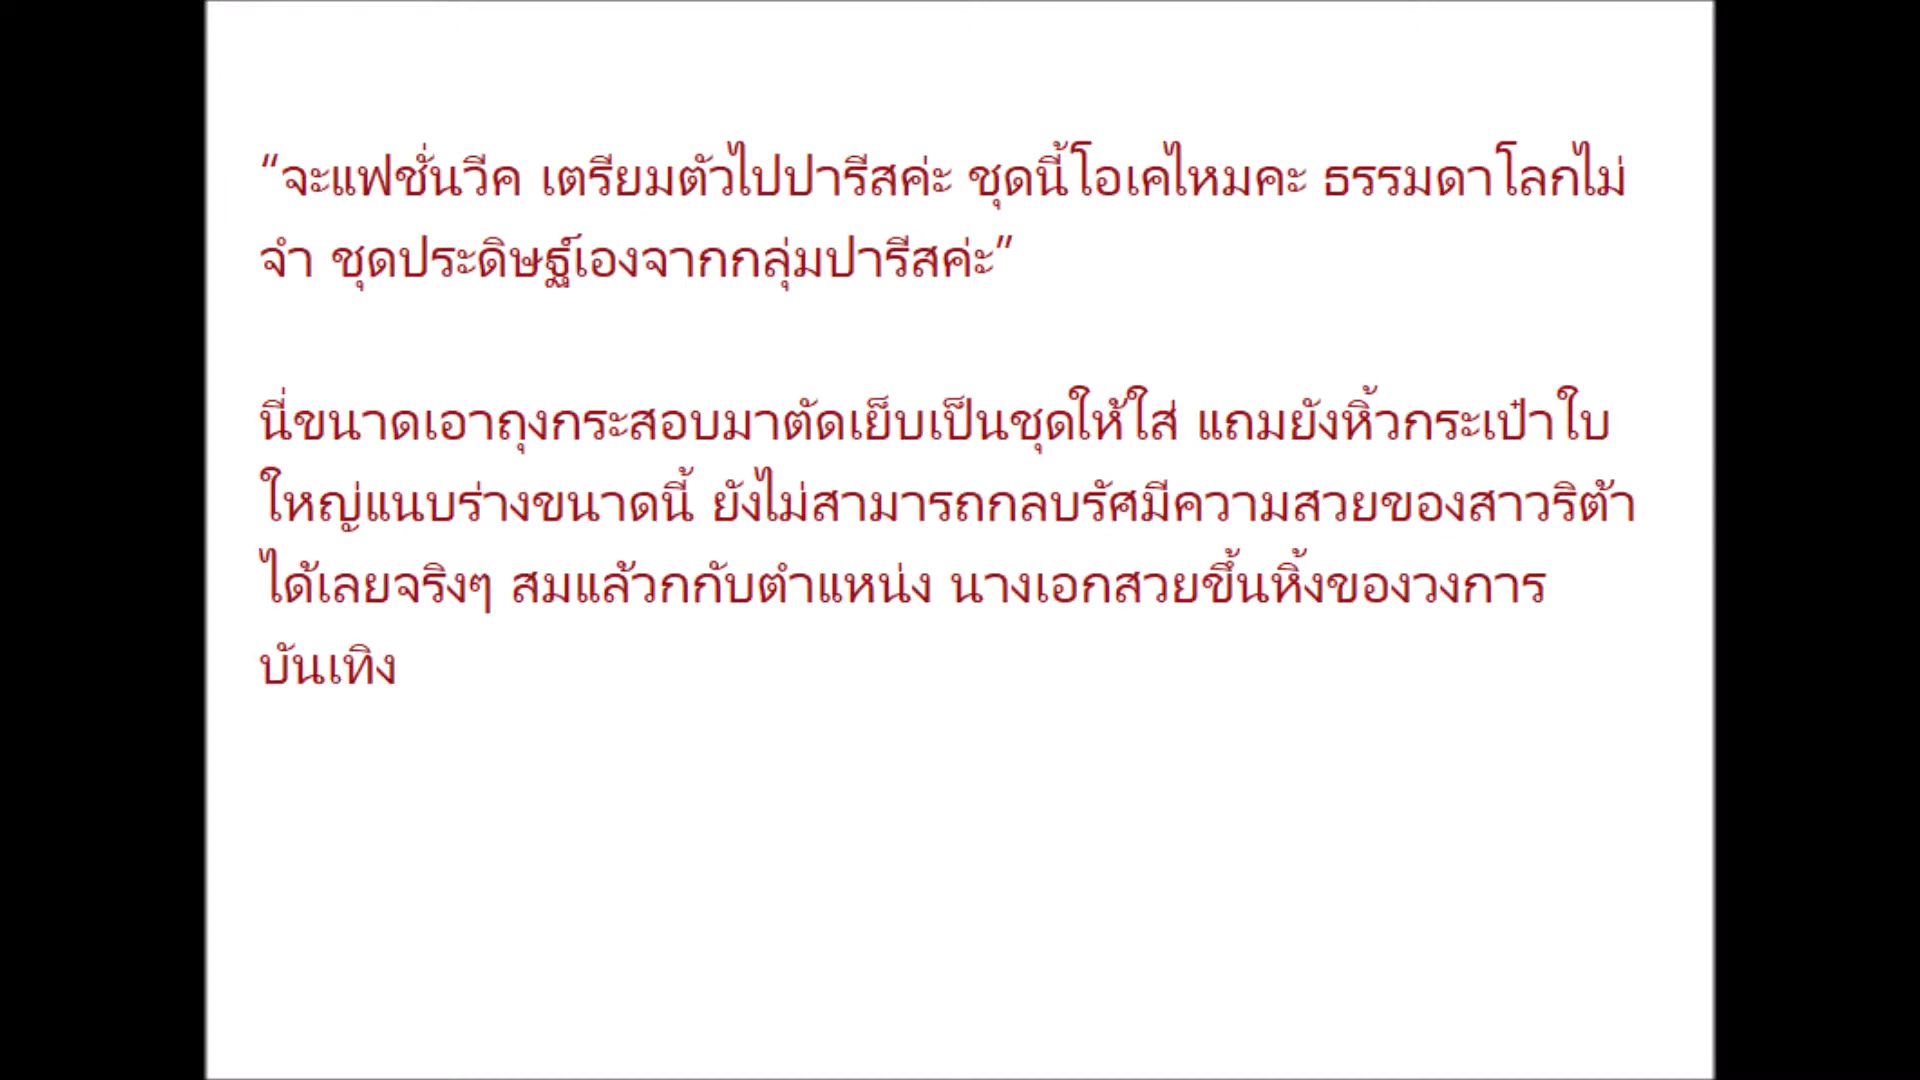 “จะแฟชั่นวีค เตรียมตัวไปปารีสค่ะ ชุดนี้โอเคไหมคะ ธรรมดาโลกไม่
จำ ชุดประดิษฐ์เองจากกลุ่มปารีสค่ะ”
นี่ขนาดเอาถุงกระสอบมาตัดเย็บเป็นชุดให้ใส่ แถมยังหิ้วกระเป๋าใบ
ใหญ่แนบร่างขนาดนี้ ยังไม่สามารถกลบรัศมีความสวยของสาวริต้า
ได้เลยจริงๆ สมแล้วกกับตำแหน่ง นางเอกสวยขึ้นหิ้งของวงการ
บันเทิง